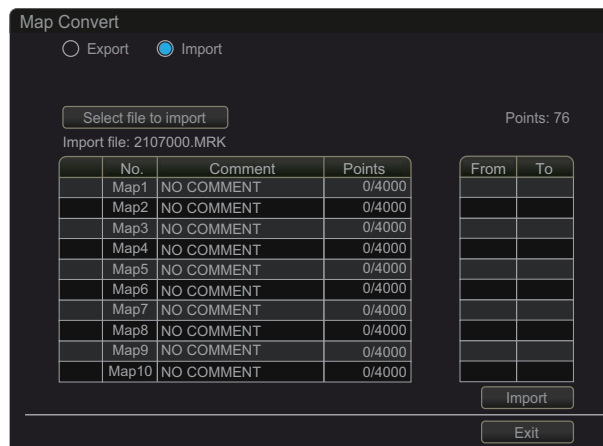 Map Convert
Export Import
Select file to import Points: 76
Import file: 2107000.MRK
No. Comment Points From To
Map1 NO COMMENT 0/4000
Map2 NO COMMENT 0/4000
Map3 NO COMMENT 0/4000
Map4 NO COMMENT 0/4000
Map5 NO COMMENT 0/4000
Map6 NO COMMENT 0/4000
Map7 NO COMMENT 0/4000
Map8 NO COMMENT 0/4000
Map9 NO COMMENT 0/4000
Map10 NO COMMENT 0/4000
Import
Exit